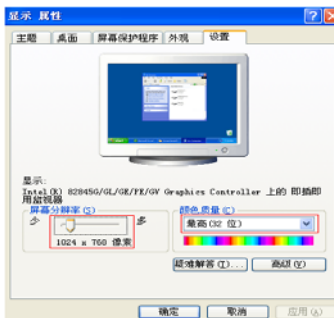 显示 属性
主题 桌面 屏幕保护程序 外观 设置
显示:
Intel(R) 82845G/GL/GE/PE/GV Graphics Controller 上的 即插即
用监视器
屏幕分辨率(S) 颜色质量(C)
少 多 最高(32 位)
1024 x 768 像素
疑难解答(T)... 高级(V)
确定 取消 应用(A)